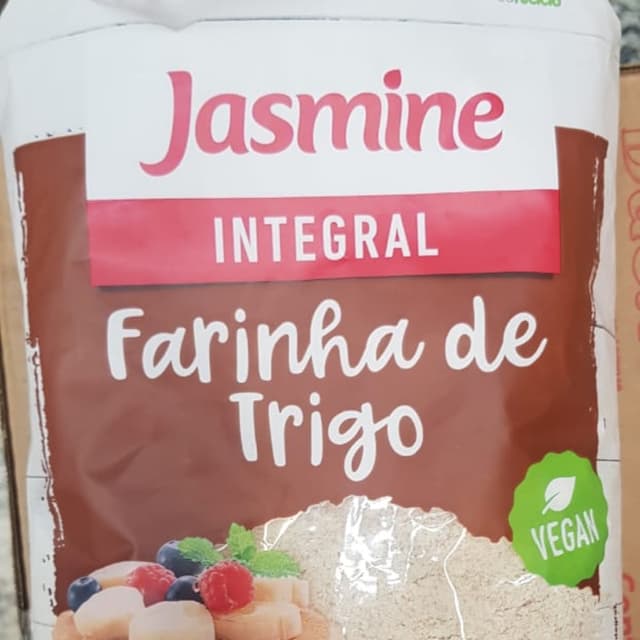 Jasmine
INTEGRAL
Farinha de
Trigo
VEGAN